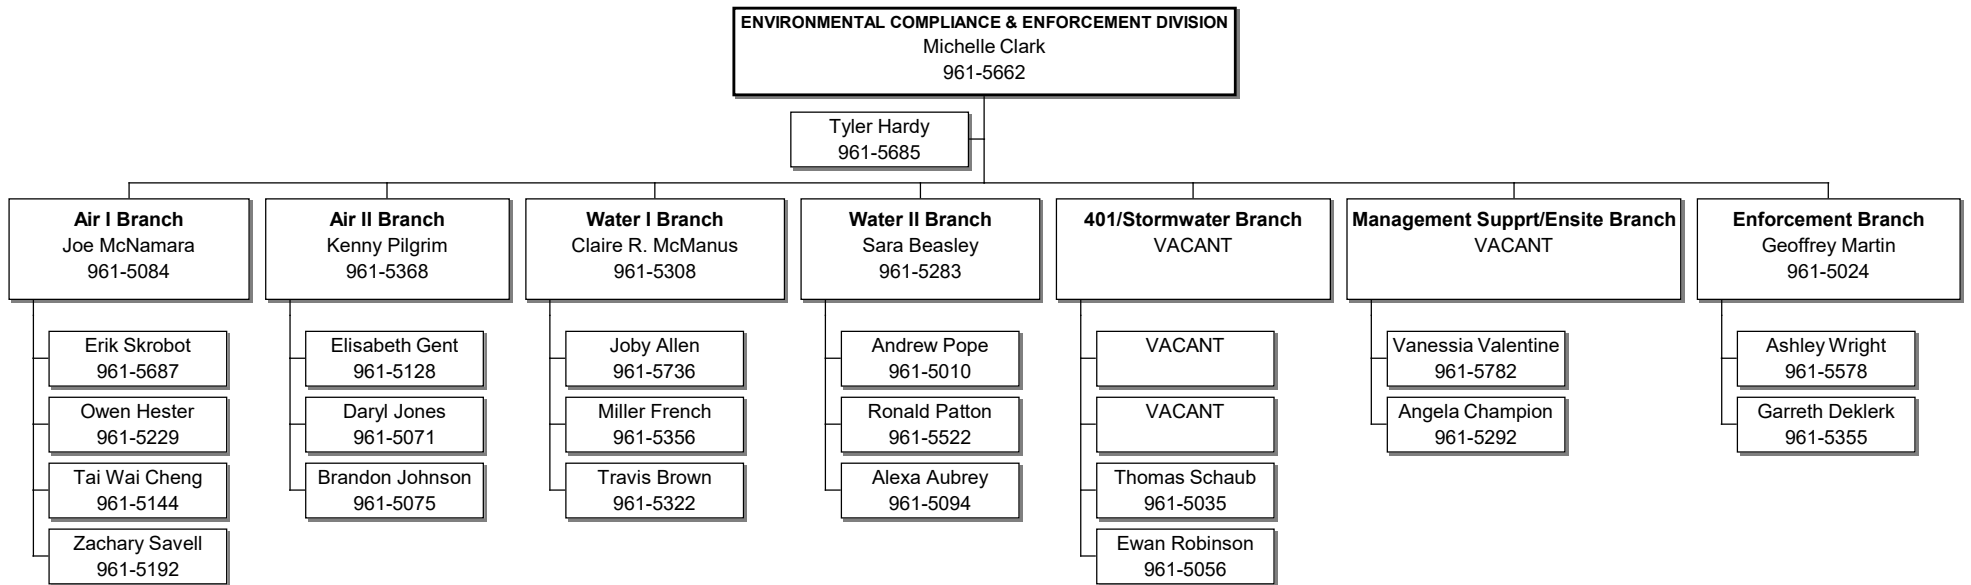 ENVIRONMENTAL COMPLIANCE & ENFORCEMENT DIVISION
Michelle Clark
961-5662
Tyler Hardy
961-5685
Air I Branch
Joe McNamara
961-5084
Erik Skrobot
961-5687
Owen Hester
961-5229
Tai Wai Cheng
961-5144
Zachary Savell
961-5192
Air II Branch
Kenny Pilgrim
961-5368
Elisabeth Gent
961-5128
Daryl Jones
961-5071
Brandon Johnson
961-5075
Water I Branch
Claire R. McManus
961-5308
Joby Allen
961-5736
Miller French
961-5356
Travis Brown
961-5322
Water II Branch
Sara Beasley
961-5283
Andrew Pope
961-5010
Ronald Patton
961-5522
Alexa Aubrey
961-5094
401/Stormwater Branch
VACANT
VACANT
VACANT
Thomas Schaub
961-5035
Ewan Robinson
961-5056
Management Supprt/Ensite Branch
VACANT
Vanessia Valentine
961-5782
Angela Champion
961-5292
Enforcement Branch
Geoffrey Martin
961-5024
Ashley Wright
961-5578
Garreth Deklerk
961-5355